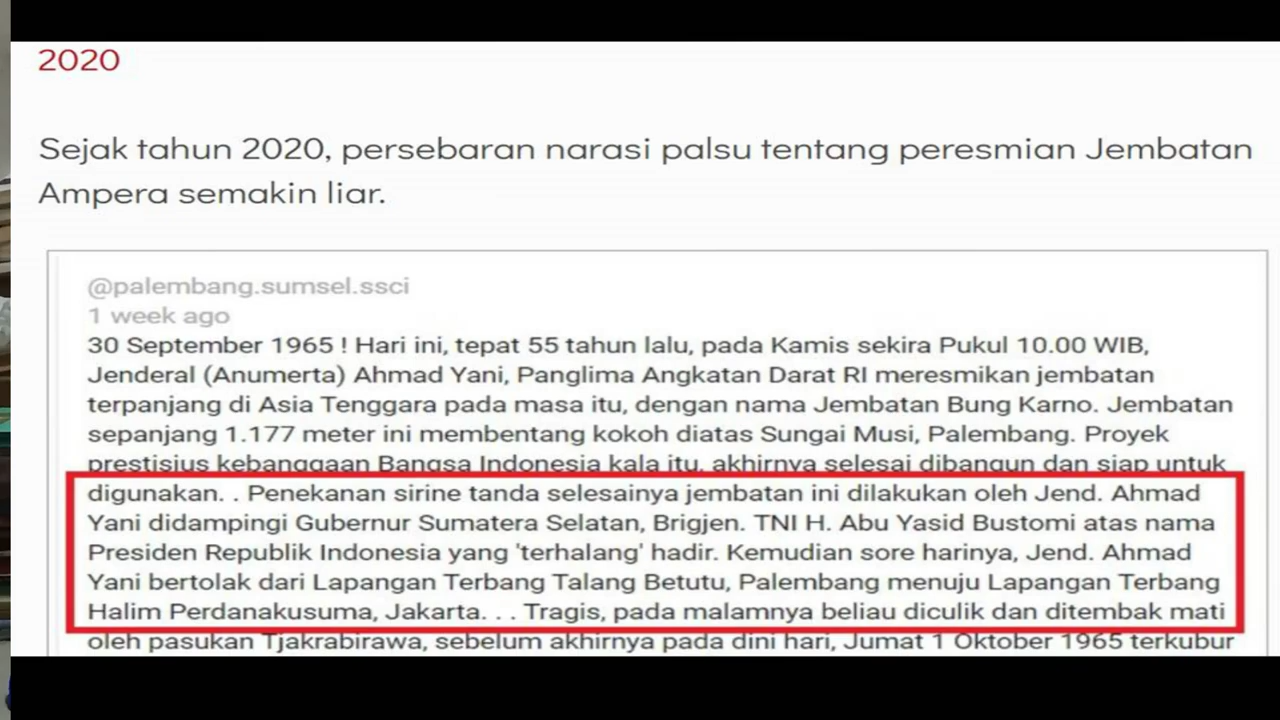 2020
Sejak tahun 2020, persebaran narasi palsu tentang peresmian Jembatan
Ampera semakin liar.
@palembang.sumsel.ssci
1 week ago
30 September 1965 ! Hari ini, tepat 55 tahun lalu, pada Kamis sekira Pukul 10.00 WIB,
Jenderal (Anumerta) Ahmad Yani, Panglima Angkatan Darat RI meresmikan jembatan
terpanjang di Asia Tenggara pada masa itu, dengan nama Jembatan Bung Karno. Jembatan
sepanjang 1.177 meter ini membentang kokoh diatas Sungai Musi, Palembang. Proyek
prestisius kebanggaan Bangsa Indonesia kala itu, akhirnya selesai dibangun dan siap untuk
digunakan. . Penekanan sirine tanda selesainya jembatan ini dilakukan oleh Jend. Ahmad
Yani didampingi Gubernur Sumatera Selatan, Brigjen. TNI H. Abu Yasid Bustomi atas nama
Presiden Republik Indonesia yang 'terhalang' hadir. Kemudian sore harinya, Jend. Ahmad
Yani bertolak dari Lapangan Terbang Talang Betutu, Palembang menuju Lapangan Terbang
Halim Perdanakusuma, Jakarta. . . Tragis, pada malamnya beliau diculik dan ditembak mati
oleh pasukan Tjakrabirawa, sebelum akhirnya pada dini hari, Jumat 1 Oktober 1965 terkubur